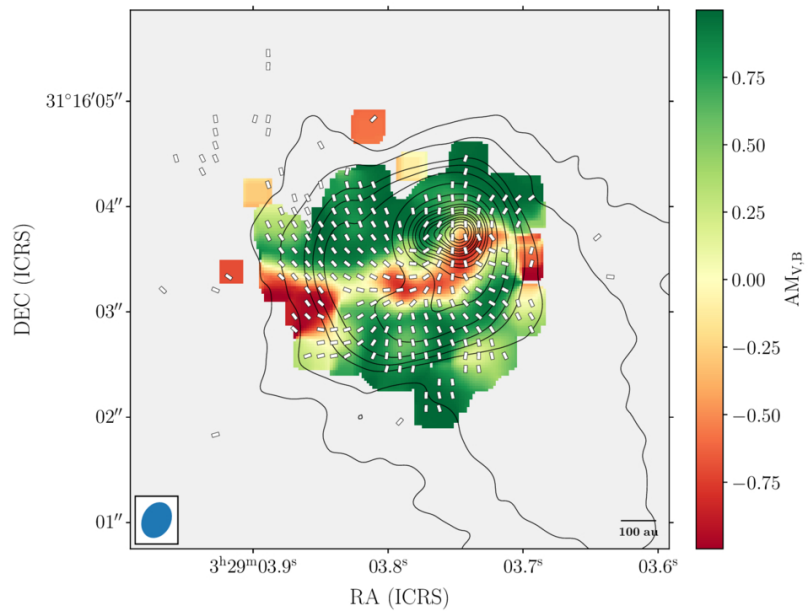 31°16′05″
04″
03″
02″
01″
DEC (ICRS)
3ʰ29ᵐ03.9ˢ
03.8ˢ
03.7ˢ
03.6ˢ
RA (ICRS)
100 au
0.75
0.50
0.25
0.00
−0.25
−0.50
−0.75
AM_V,B